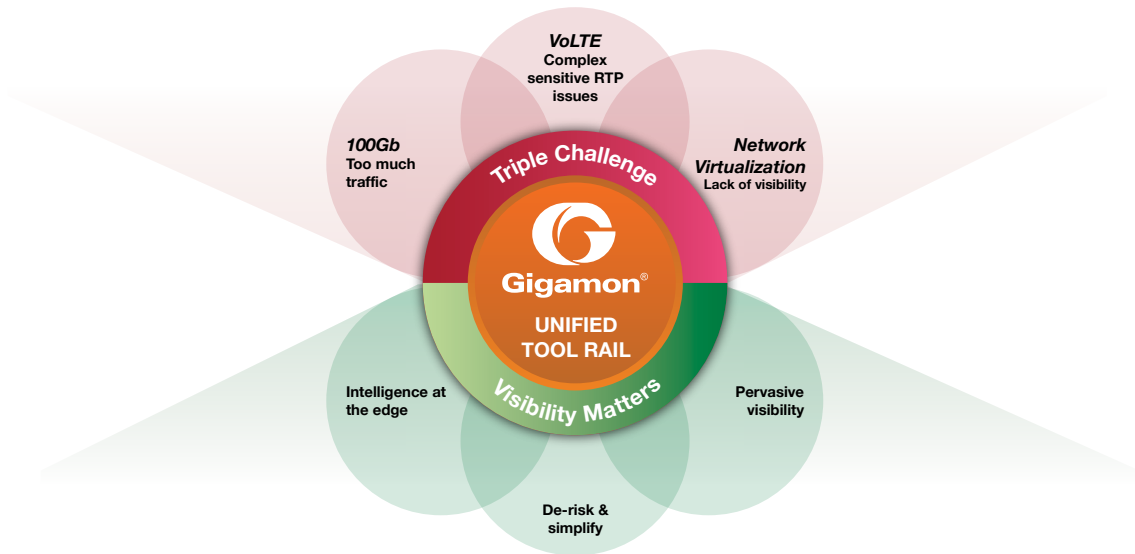 VoLTE
Complex
sensitive RTP
issues
100Gb
Too much
traffic
Network
Virtualization
Lack of visibility
Triple Challenge
Gigamon®
UNIFIED
TOOL RAIL
Visibility Matters
Intelligence at
the edge
Pervasive
visibility
De-risk &
simplify